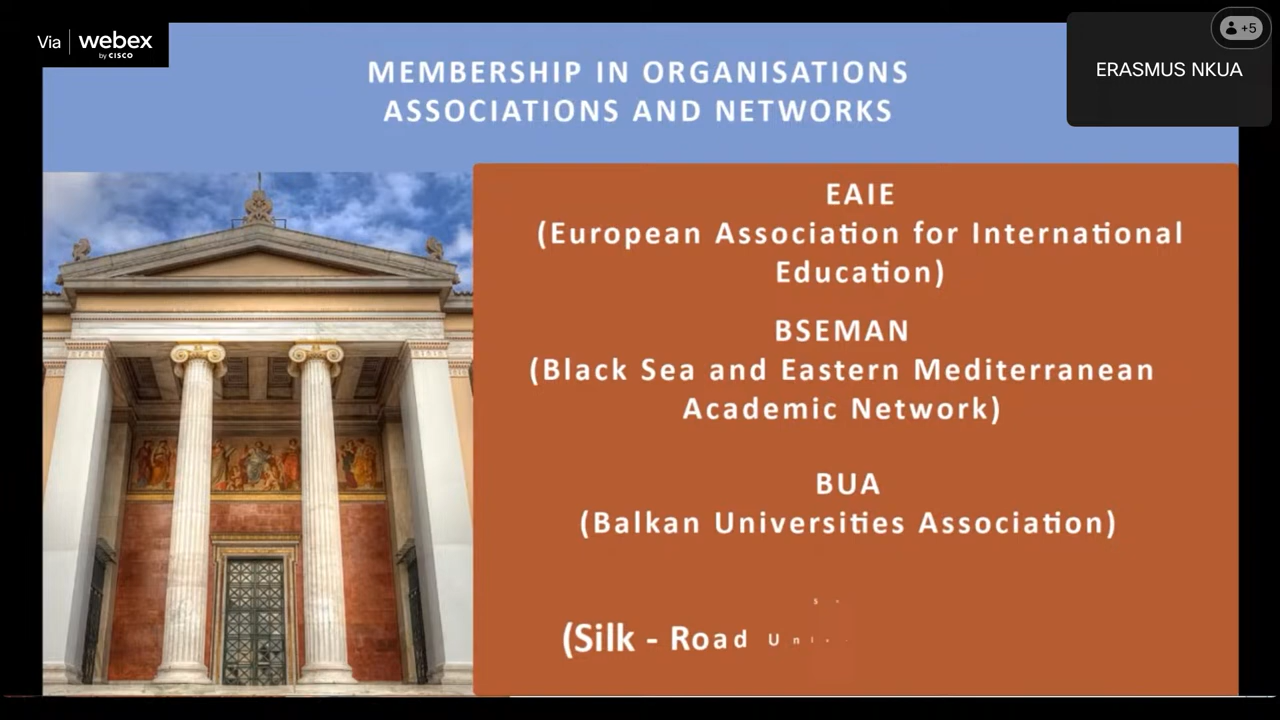 Via webex
by CISCO
+5
ERASMUS NKUA
MEMBERSHIP IN ORGANISATIONS
ASSOCIATIONS AND NETWORKS
EAIE
(European Association for International
Education)
BSEMAN
(Black Sea and Eastern Mediterranean
Academic Network)
BUA
(Balkan Universities Association)
(Silk - Road